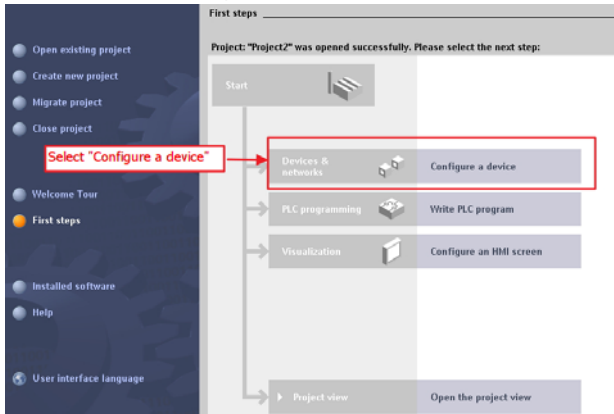 First steps
Open existing project
Create new project
Migrate project
Close project
Welcome Tour
First steps
Installed software
Help
User interface language
Project: "Project2" was opened successfully. Please select the next step:
Start
Select "Configure a device"
Devices &
networks
Configure a device
PLC programming
Write PLC program
Visualization
Configure an HMI screen
Project view
Open the project view